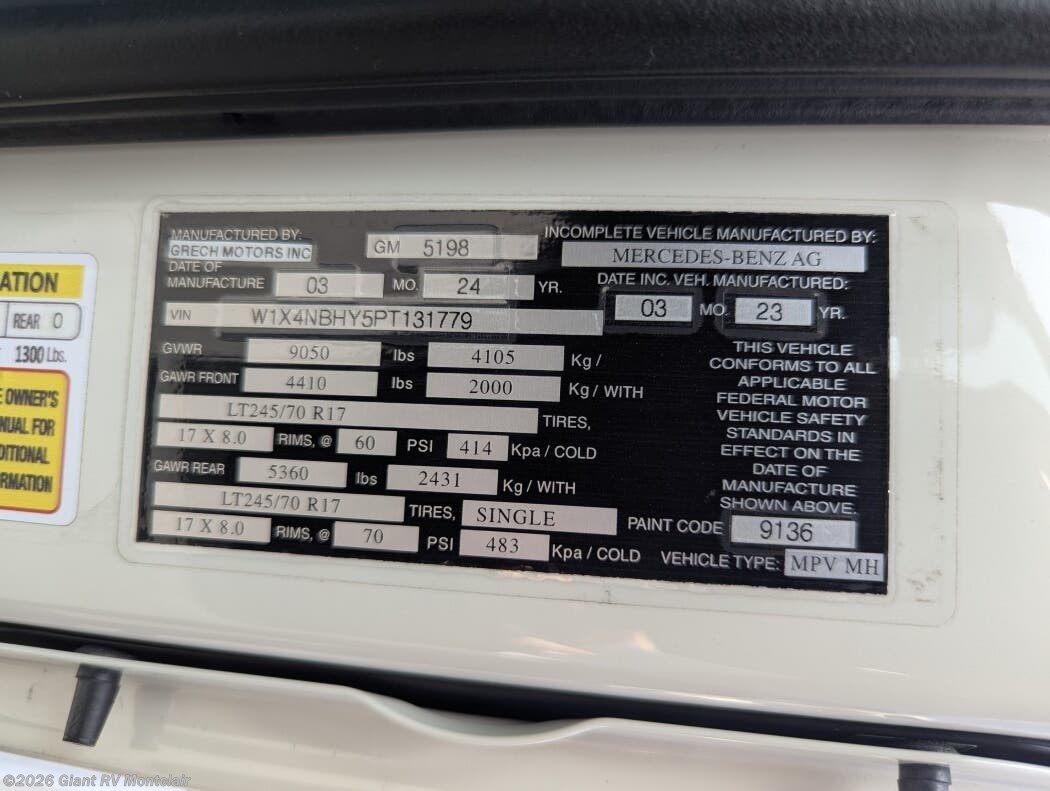 MANUFACTURED BY:
GRECH MOTORS INC
GM 5198
INCOMPLETE VEHICLE MANUFACTURED BY:
MERCEDES-BENZ AG
DATE OF
MANUFACTURE 03 MO. 24 YR.
DATE INC. VEH. MANUFACTURED:
03 MO. 23 YR.
VIN W1X4NBHY5PT131779
GVWR 9050 lbs 4105 Kg /
GAWR FRONT 4410 lbs 2000 Kg / WITH
LT245/70 R17 TIRES,
17 X 8.0 RIMS, @ 60 PSI 414 Kpa / COLD
GAWR REAR 5360 lbs 2431 Kg / WITH
LT245/70 R17 TIRES, SINGLE
17 X 8.0 RIMS, @ 70 PSI 483 Kpa / COLD
THIS VEHICLE
CONFORMS TO ALL
APPLICABLE
FEDERAL MOTOR
VEHICLE SAFETY
STANDARDS IN
EFFECT ON THE
DATE OF
MANUFACTURE
SHOWN ABOVE.
PAINT CODE 9136
VEHICLE TYPE: MPV MH
ATION
REAR 0
1300 Lbs.
E OWNER'S
NUAL FOR
DITIONAL
RMATION
©2026 Giant RV Montclair